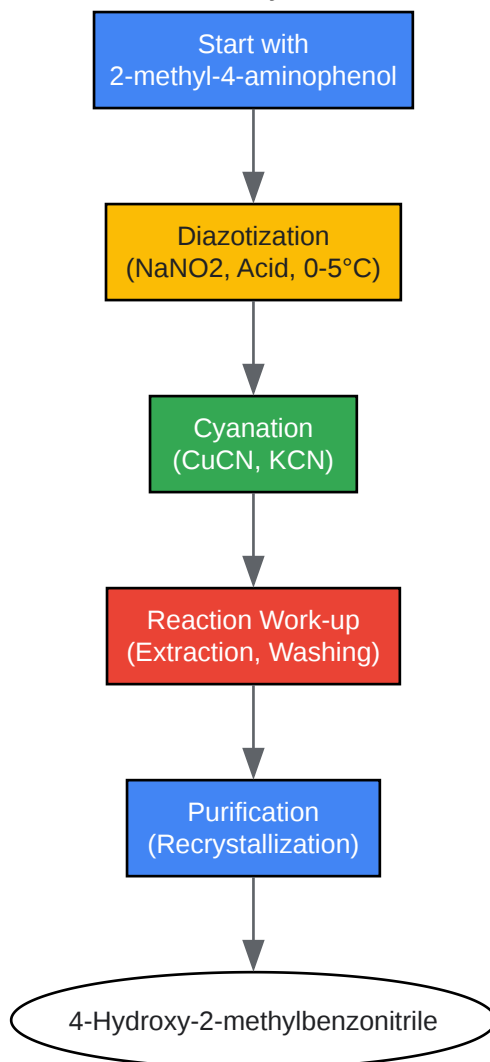 Start with
2-methyl-4-aminophenol
Diazotization
(NaNO2, Acid, 0-5°C)
Cyanation
(CuCN, KCN)
Reaction Work-up
(Extraction, Washing)
Purification
(Recrystallization)
4-Hydroxy-2-methylbenzonitrile